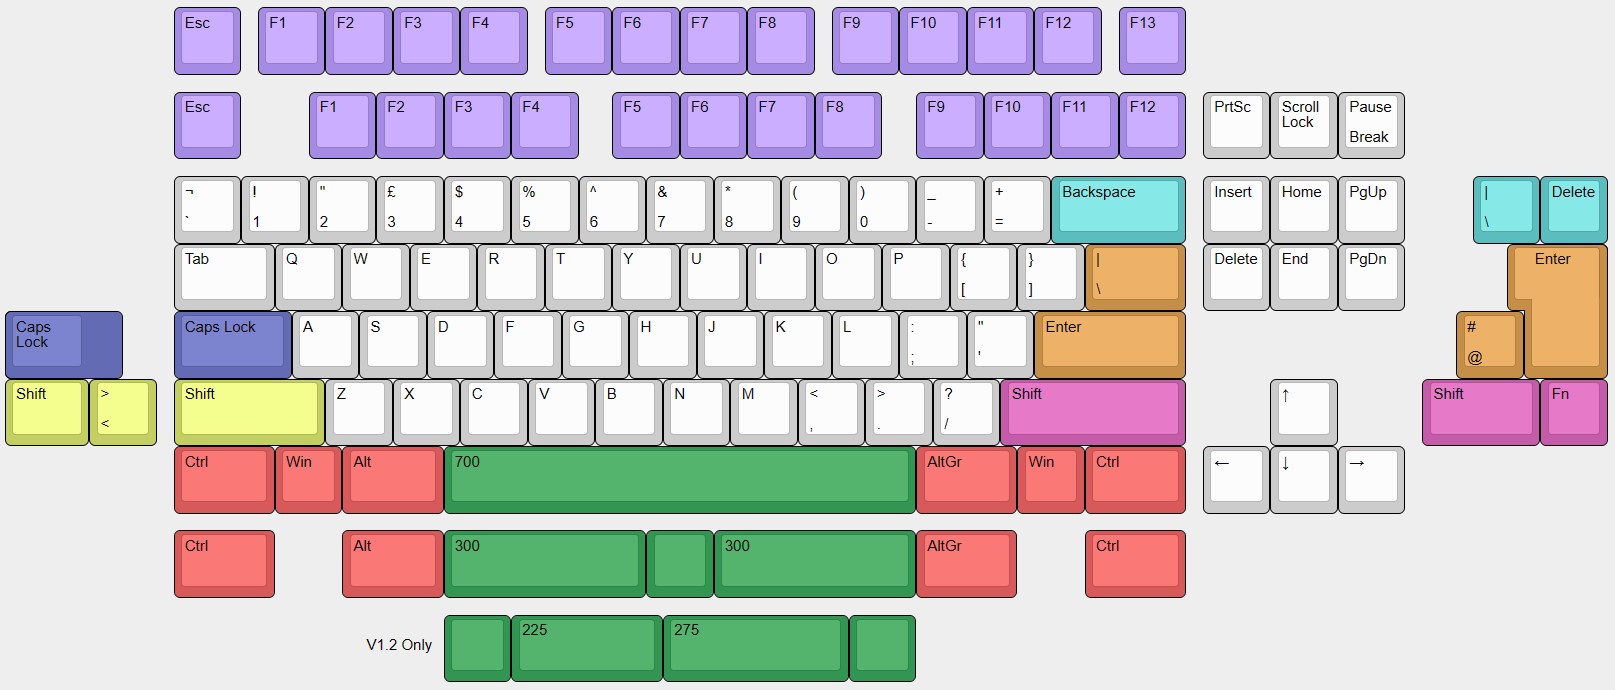 Esc F1 F2 F3 F4 F5 F6 F7 F8 F9 F10 F11 F12 F13
Esc F1 F2 F3 F4 F5 F6 F7 F8 F9 F10 F11 F12 PrtSc Scroll Pause
Lock
Break
¬ ! " £ $ % ^ & * ( ) _ + Backspace Insert Home PgUp | Delete
` 1 2 3 4 5 6 7 8 9 0 - = \
Tab Q W E R T Y U I O P { } | Delete End PgDn Enter
[ ] \
Caps Caps Lock A S D F G H J K L : " Enter #
Lock
; ' @
Shift > Shift Z X C V B N M < > ? Shift ↑ Shift Fn
< , . /
Ctrl Win Alt 700 AltGr Win Ctrl ← ↓ →
Ctrl Alt 300 300 AltGr Ctrl
225 275
V1.2 Only